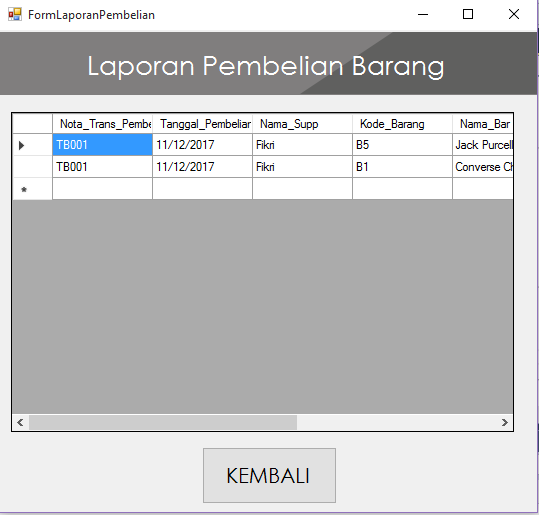 FormLaporanPembelian
Laporan Pembelian Barang
Nota_Trans_Pembe Tanggal_Pembelian Nama_Supp Kode_Barang Nama_Bar
TB001 11/12/2017 Fikri B5 Jack Purcell
TB001 11/12/2017 Fikri B1 Converse Ch
KEMBALI